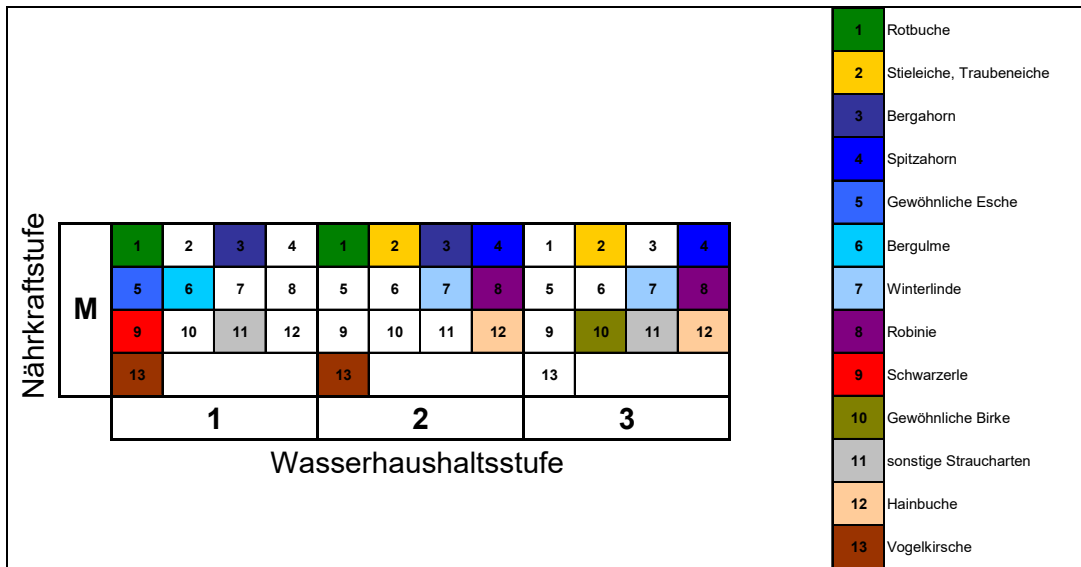 1 Rotbuche
2 Stieleiche, Traubeneiche
3 Bergahorn
4 Spitzahorn
5 Gewöhnliche Esche
6 Bergulme
7 Winterlinde
8 Robinie
9 Schwarzerle
10 Gewöhnliche Birke
11 sonstige Straucharten
12 Hainbuche
13 Vogelkirsche
Nährkraftstufe
M
1 2 3 4 1 2 3 4 1 2 3 4
5 6 7 8 5 6 7 8 5 6 7 8
9 10 11 12 9 10 11 12 9 10 11 12
13 13 13
1 2 3
Wasserhaushaltsstufe